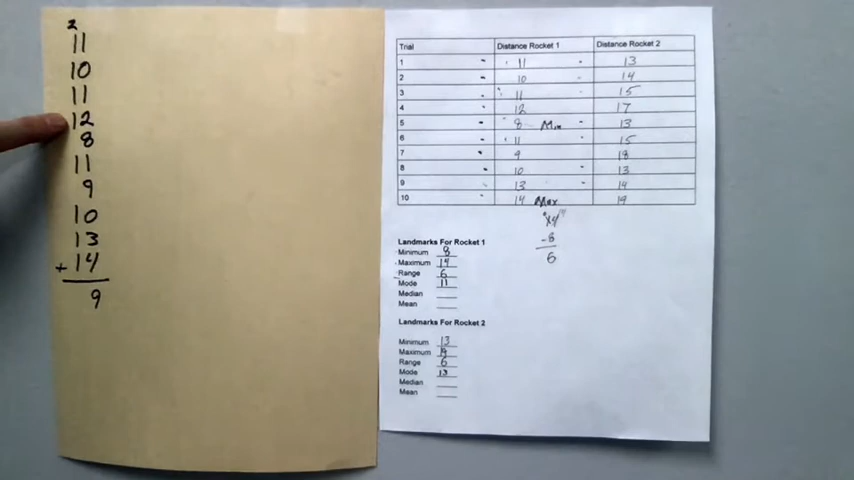 2
11
10
11
12
8
11
9
10
13
+ 14
9
Trial Distance Rocket 1 Distance Rocket 2
1 11 13
2 10 14
3 11 15
4 12 17
5 8 Min 13
6 11 15
7 9 18
8 10 13
9 13 14
10 14 Max 19
-8
6
Landmarks For Rocket 1
Minimum 8
Maximum 14
Range 6
Mode 11
Median
Mean
Landmarks For Rocket 2
Minimum 13
Maximum 19
Range 6
Mode 13
Median
Mean